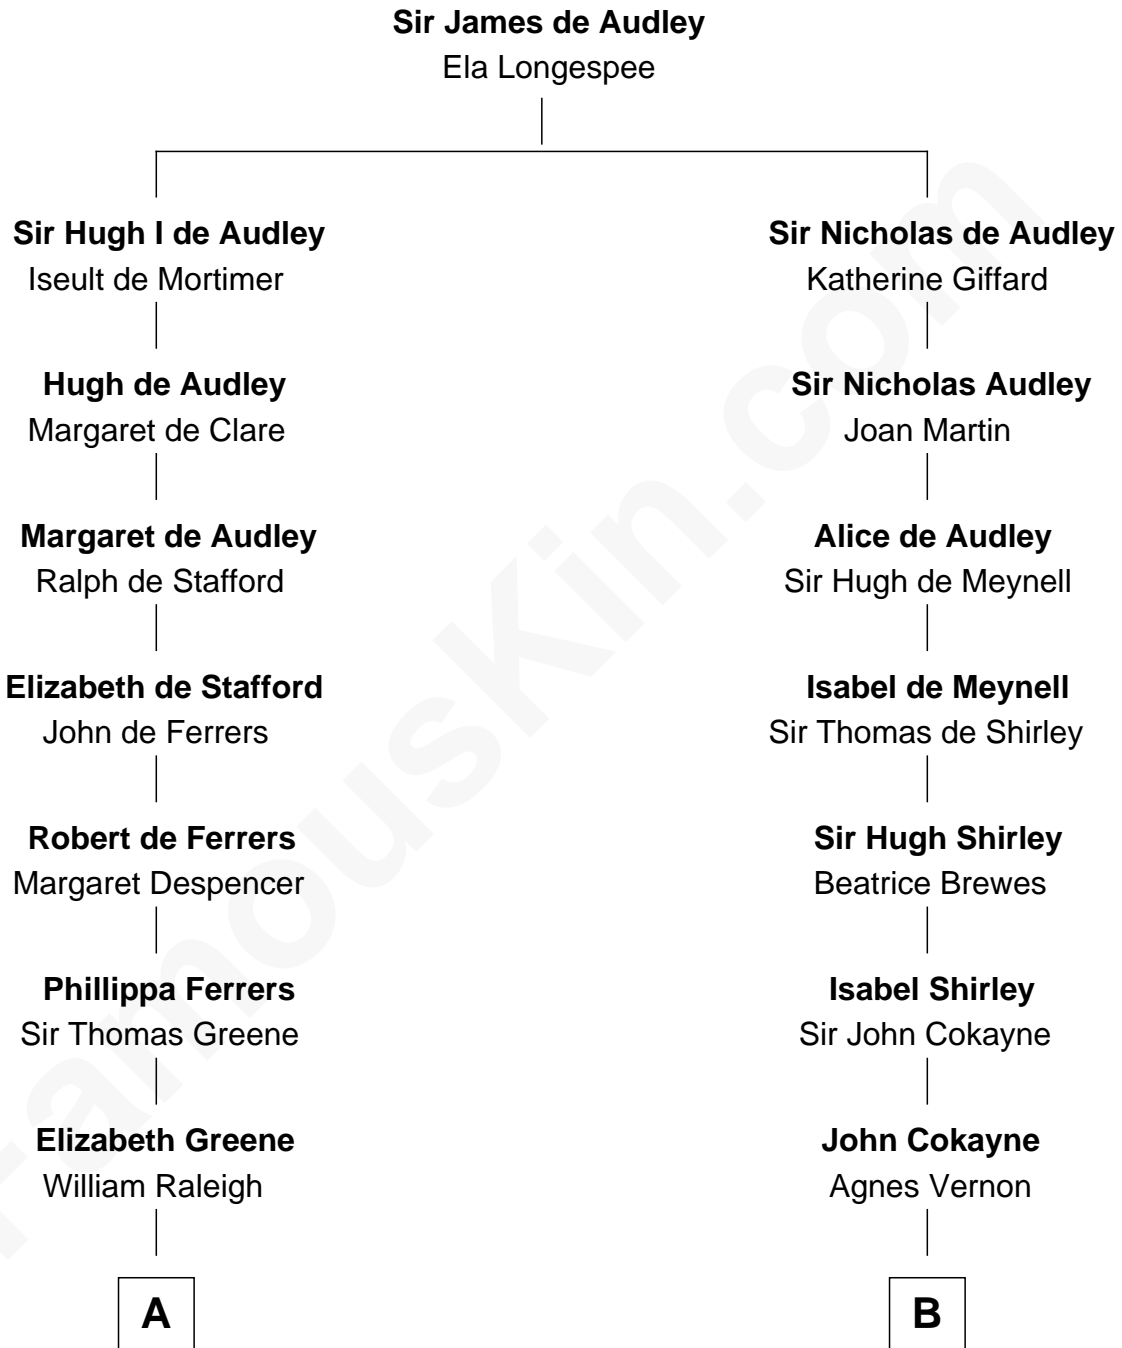 Sir James de Audley
Ela Longespee
Sir Hugh I de Audley
Iseult de Mortimer
Sir Nicholas de Audley
Katherine Giffard
Hugh de Audley
Margaret de Clare
Sir Nicholas Audley
Joan Martin
Margaret de Audley
Ralph de Stafford
Alice de Audley
Sir Hugh de Meynell
Elizabeth de Stafford
John de Ferrers
Isabel de Meynell
Sir Thomas de Shirley
Robert de Ferrers
Margaret Despencer
Sir Hugh Shirley
Beatrice Brewes
Phillippa Ferrers
Sir Thomas Greene
Isabel Shirley
Sir John Cokayne
Elizabeth Greene
William Raleigh
John Cokayne
Agnes Vernon
A
B
FamousKin.com